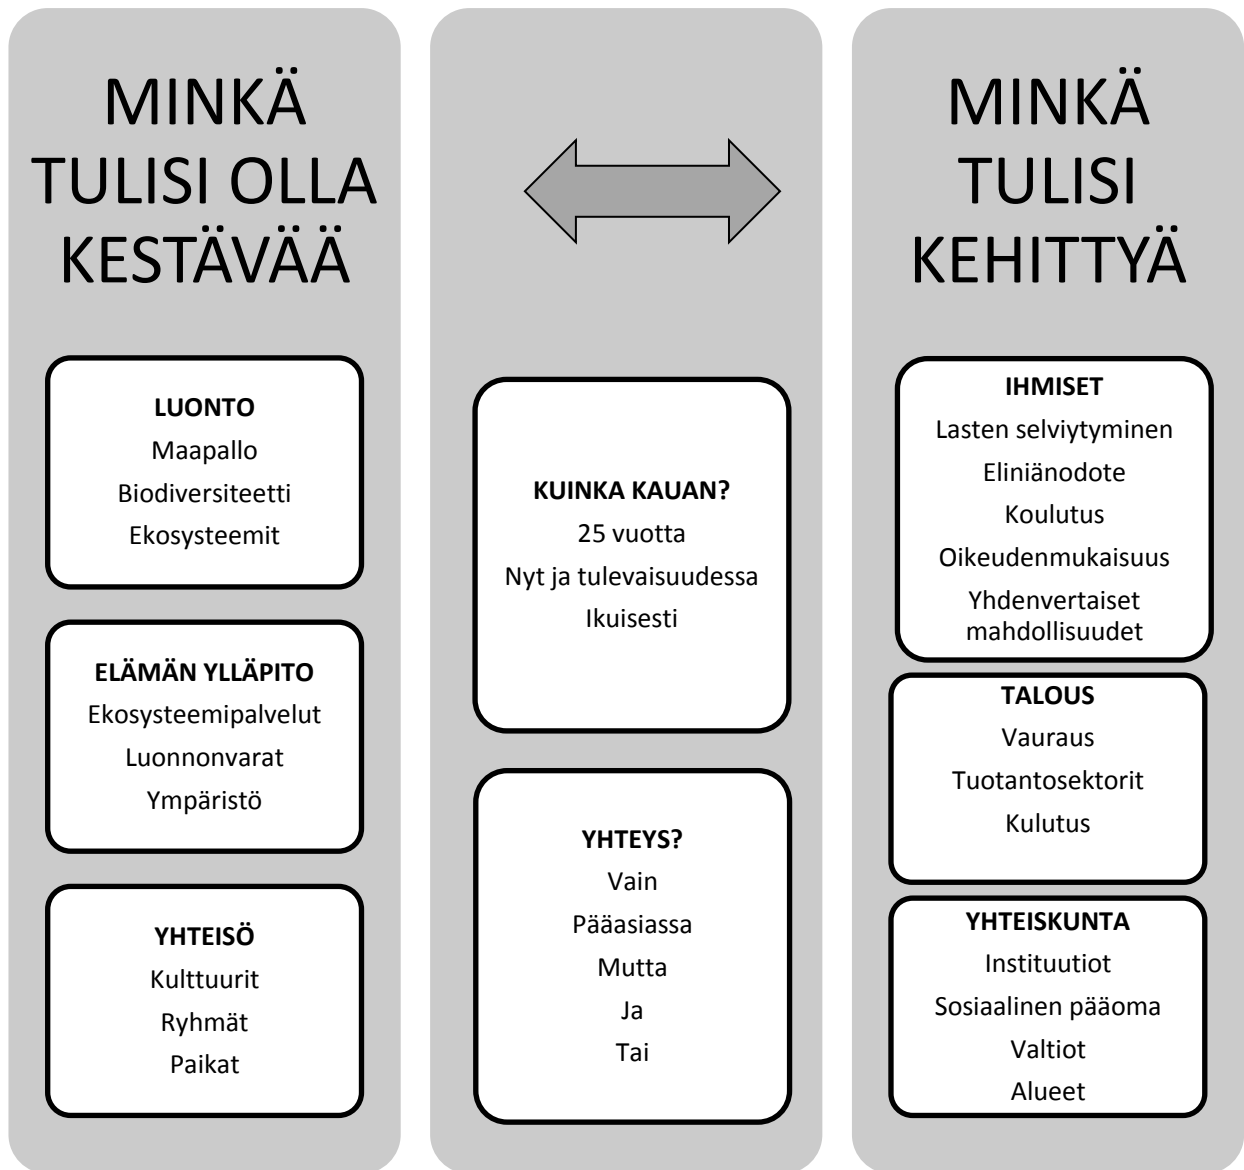 MINKÄ
TULISI OLLA
KESTÄVÄÄ
LUONTO
Maapallo
Biodiversiteetti
Ekosysteemit
ELÄMÄN YLLÄPITO
Ekosysteemipalvelut
Luonnonvarat
Ympäristö
YHTEISÖ
Kulttuurit
Ryhmät
Paikat
KUINKA KAUAN?
25 vuotta
Nyt ja tulevaisuudessa
Ikuisesti
YHTEYS?
Vain
Pääasiassa
Mutta
Ja
Tai
MINKÄ
TULISI
KEHITTYÄ
IHMISET
Lasten selviytyminen
Eliniänodote
Koulutus
Oikeudenmukaisuus
Yhdenvertaiset
mahdollisuudet
TALOUS
Vauraus
Tuotantosektorit
Kulutus
YHTEISKUNTA
Instituutiot
Sosiaalinen pääoma
Valtiot
Alueet